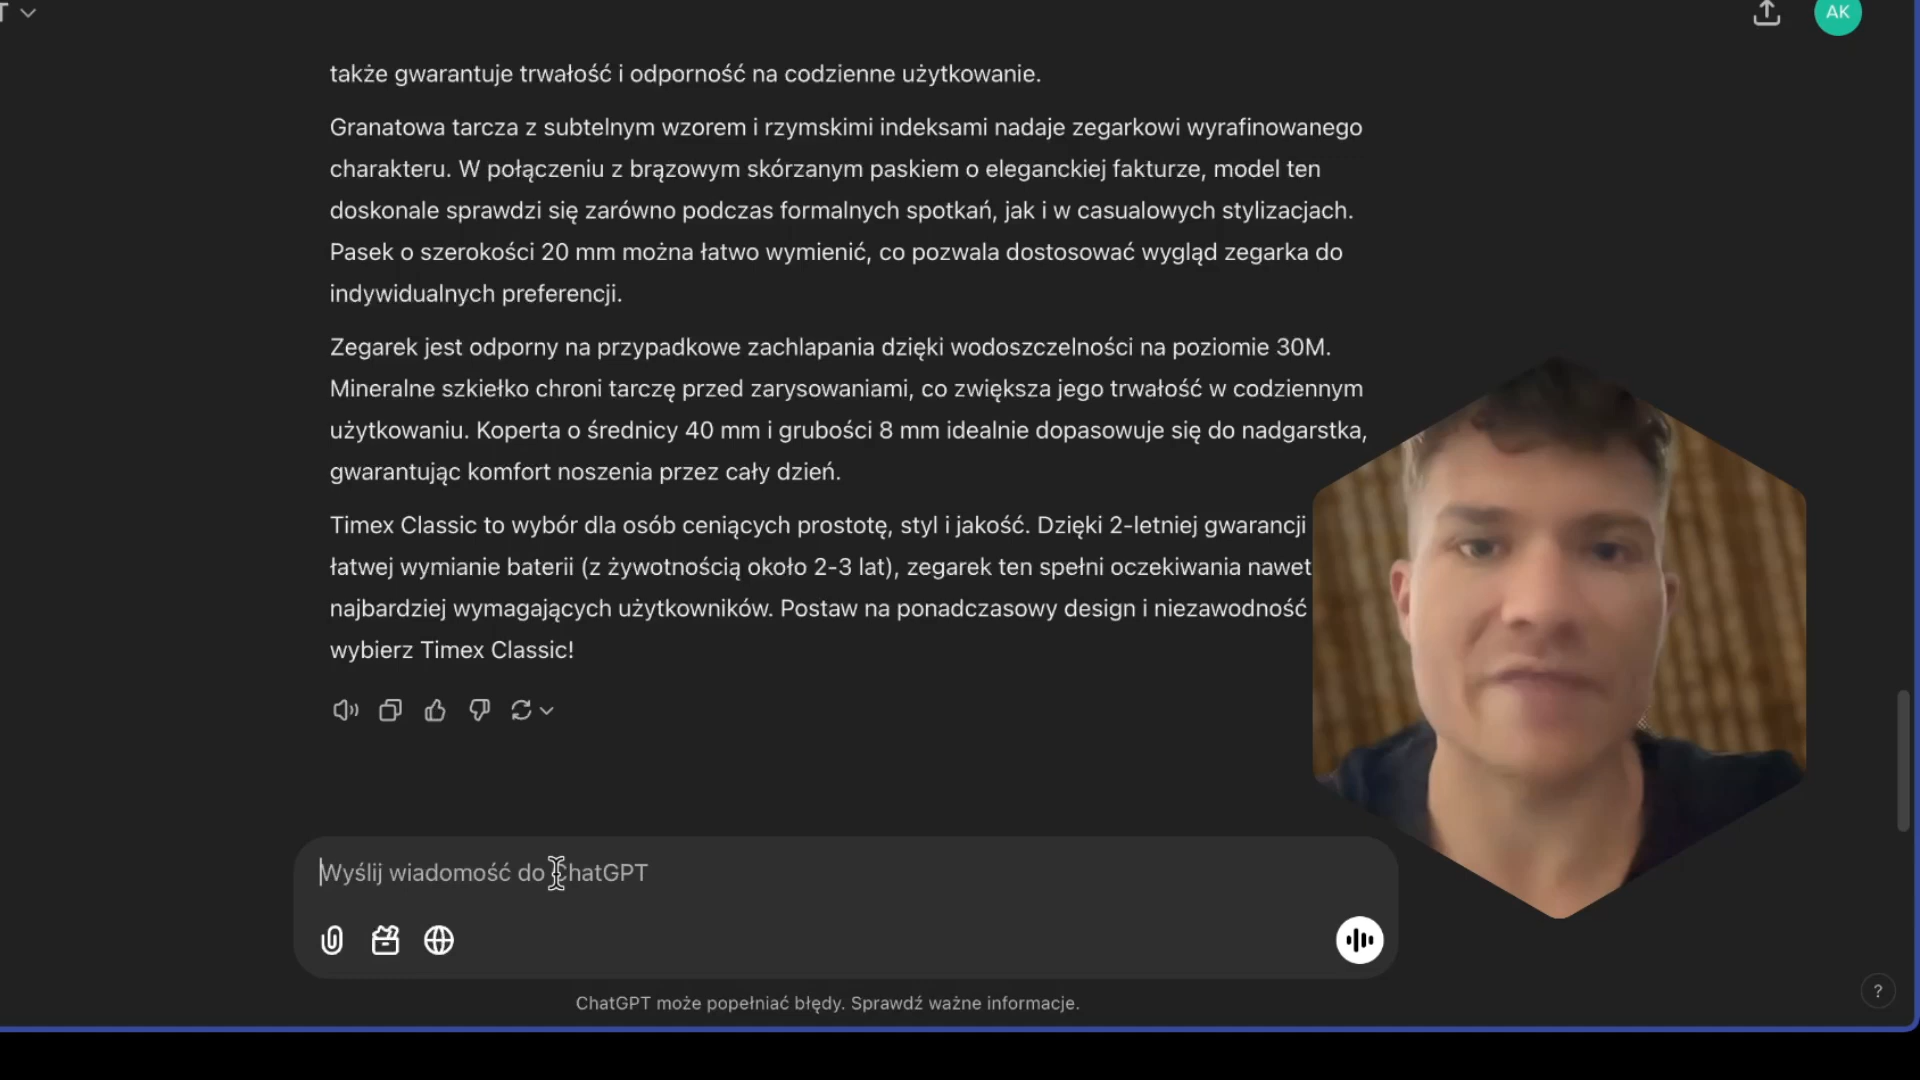 T
AK
także gwarantuje trwałość i odporność na codzienne użytkowanie.
Granatowa tarcza z subtelnym wzorem i rzymskimi indeksami nadaje zegarkowi wyrafinowanego
charakteru. W połączeniu z brązowym skórzanym paskiem o eleganckiej fakturze, model ten
doskonale sprawdzi się zarówno podczas formalnych spotkań, jak i w casualowych stylizacjach.
Pasek o szerokości 20 mm można łatwo wymienić, co pozwala dostosować wygląd zegarka do
indywidualnych preferencji.
Zegarek jest odporny na przypadkowe zachlapania dzięki wodoszczelności na poziomie 30M.
Mineralne szkiełko chroni tarczę przed zarysowaniami, co zwiększa jego trwałość w codziennym
użytkowaniu. Koperta o średnicy 40 mm i grubości 8 mm idealnie dopasowuje się do nadgarstka,
gwarantując komfort noszenia przez cały dzień.
Timex Classic to wybór dla osób ceniących prostotę, styl i jakość. Dzięki 2-letniej gwarancji
łatwej wymianie baterii (z żywotnością około 2-3 lat), zegarek ten spełni oczekiwania nawet
najbardziej wymagających użytkowników. Postaw na ponadczasowy design i niezawodność
wybierz Timex Classic!
Wyślij wiadomość do ChatGPT
ChatGPT może popełniać błędy. Sprawdź ważne informacje.
?